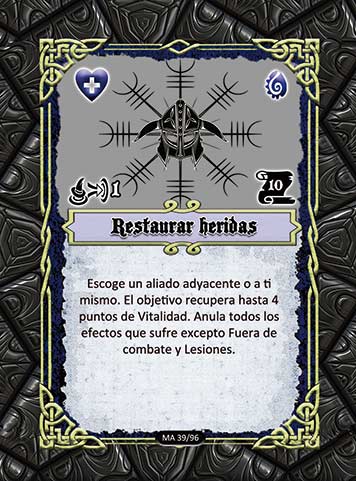 1
10
Restaurar heridas
Escoge un aliado adyacente o a ti
mismo. El objetivo recupera hasta 4
puntos de Vitalidad. Anula todos los
efectos que sufre excepto Fuera de
combate y Lesiones.
MA 39/96